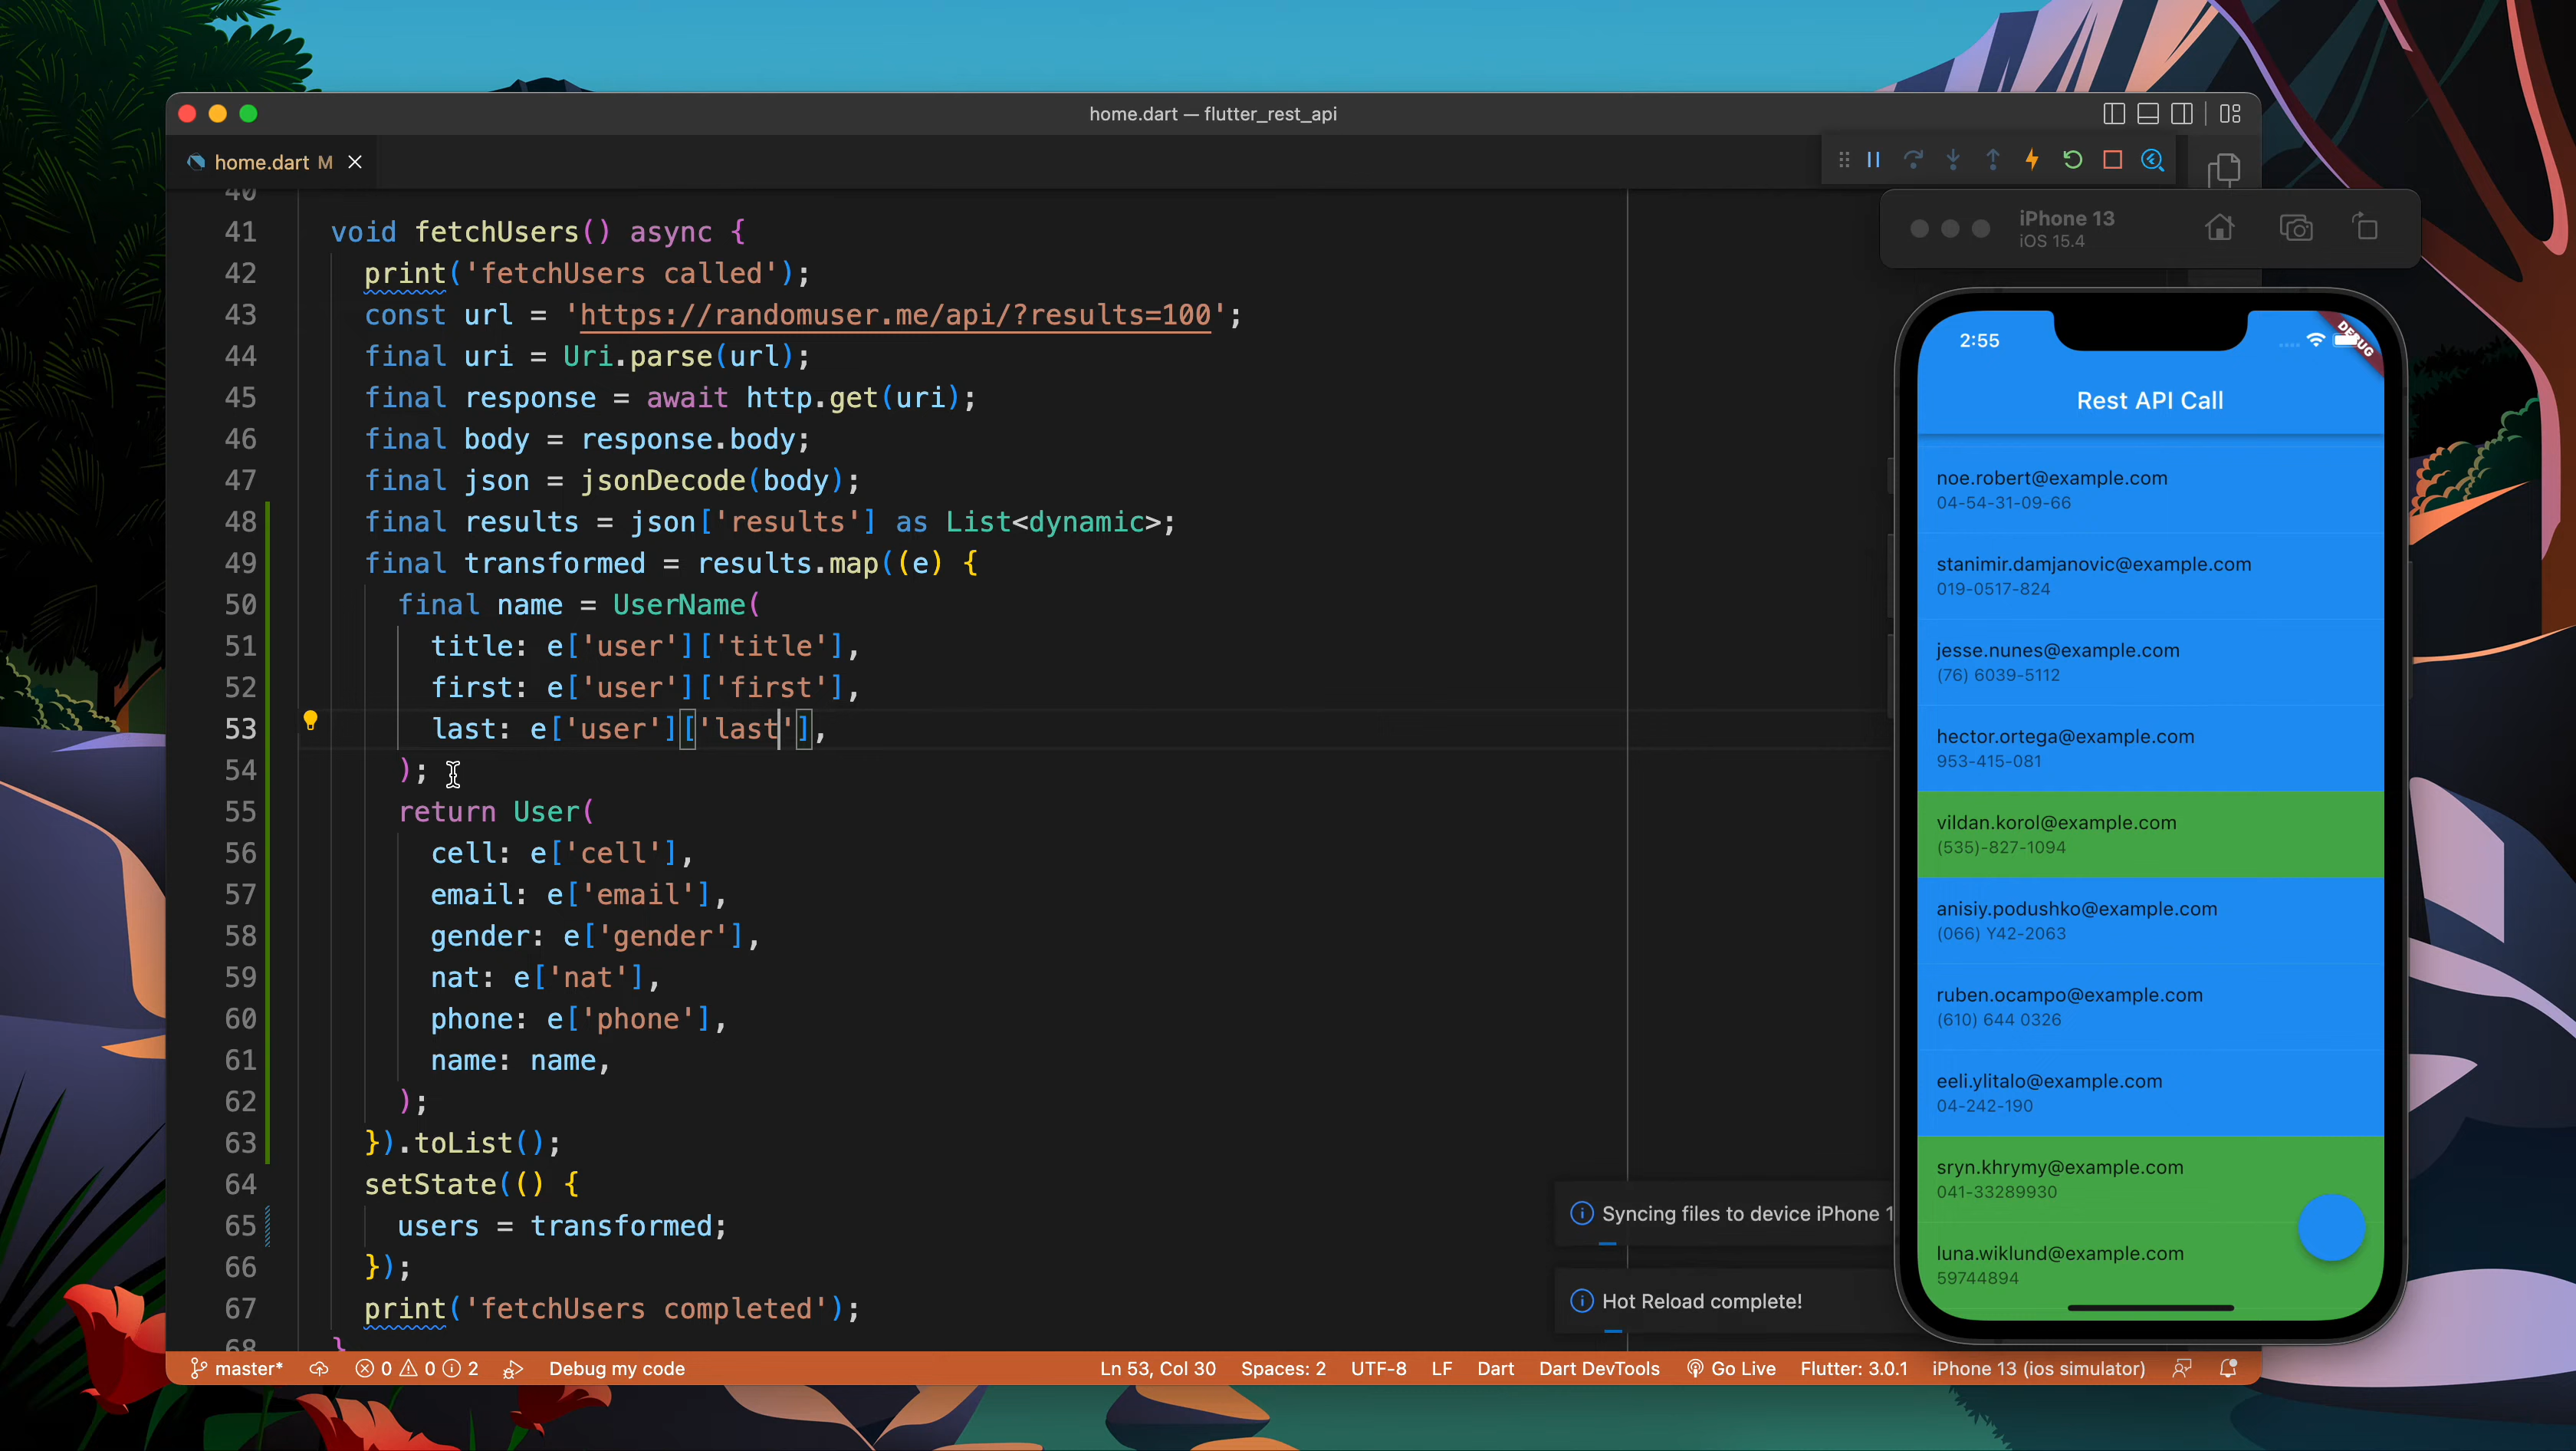 home.dart — flutter_rest_api
home.dart M
40
41 void fetchUsers() async {
42 print('fetchUsers called');
43 const url = 'https://randomuser.me/api/?results=100';
44 final uri = Uri.parse(url);
45 final response = await http.get(uri);
46 final body = response.body;
47 final json = jsonDecode(body);
48 final results = json['results'] as List<dynamic>;
49 final transformed = results.map((e) {
50 final name = UserName(
51 title: e['user']['title'],
52 first: e['user']['first'],
53 last: e['user']['last'],
54 );
55 return User(
56 cell: e['cell'],
57 email: e['email'],
58 gender: e['gender'],
59 nat: e['nat'],
60 phone: e['phone'],
61 name: name,
62 );
63 }).toList();
64 setState(() {
65 users = transformed;
66 });
67 print('fetchUsers completed');
68 }
Syncing files to device iPhone 1
Hot Reload complete!
master* 0 0 2 Debug my code Ln 53, Col 30 Spaces: 2 UTF-8 LF Dart Dart DevTools Go Live Flutter: 3.0.1 iPhone 13 (ios simulator)
iPhone 13
iOS 15.4
2:55
DEBUG
Rest API Call
noe.robert@example.com
04-54-31-09-66
stanimir.damjanovic@example.com
019-0517-824
jesse.nunes@example.com
(76) 6039-5112
hector.ortega@example.com
953-415-081
vildan.korol@example.com
(535)-827-1094
anisiy.podushko@example.com
(066) Y42-2063
ruben.ocampo@example.com
(610) 644 0326
eeli.ylitalo@example.com
04-242-190
sryn.khrymy@example.com
041-33289930
luna.wiklund@example.com
59744894